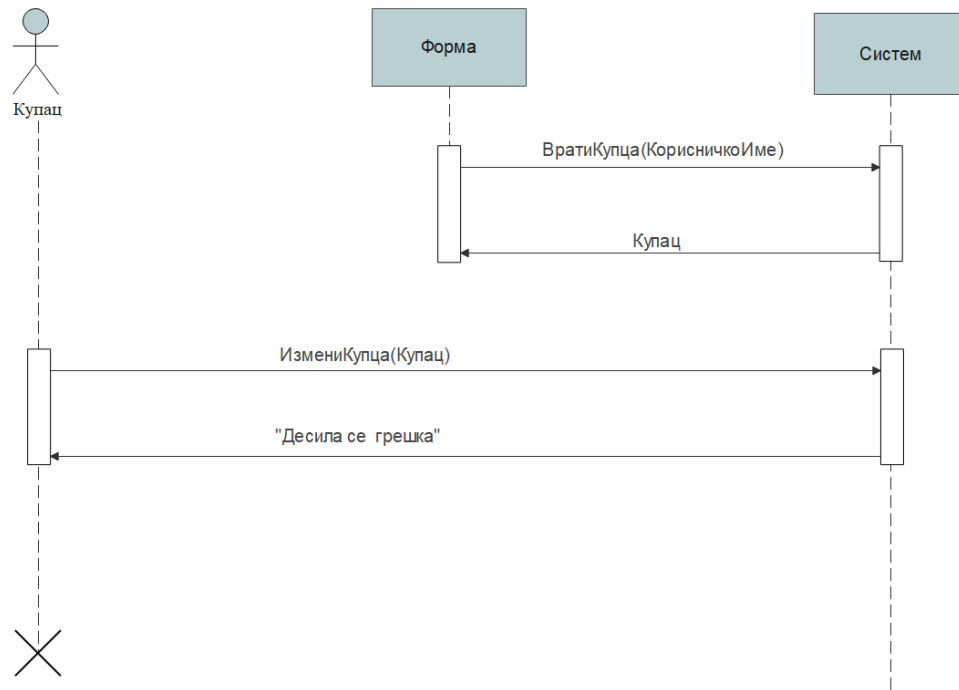 Форма
Систем
Купац
ВратиКупца(КорисничкоИме)
Купац
ИзмениКупца(Купац)
"Десила се грешка"